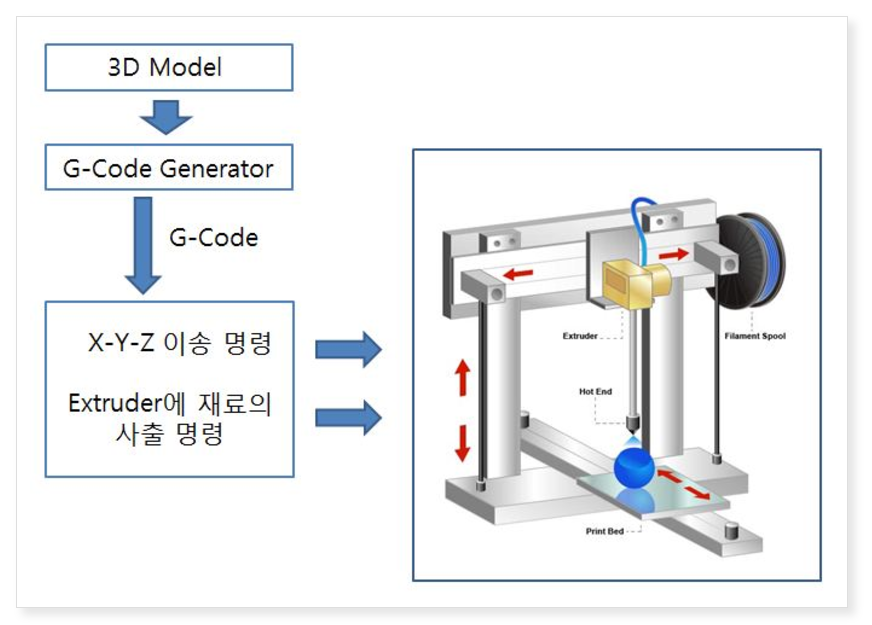 3D Model
G-Code Generator
G-Code
X-Y-Z 이송 명령
Extruder에 재료의
사출 명령
Extruder
Filament Spool
Hot End
Print Bed